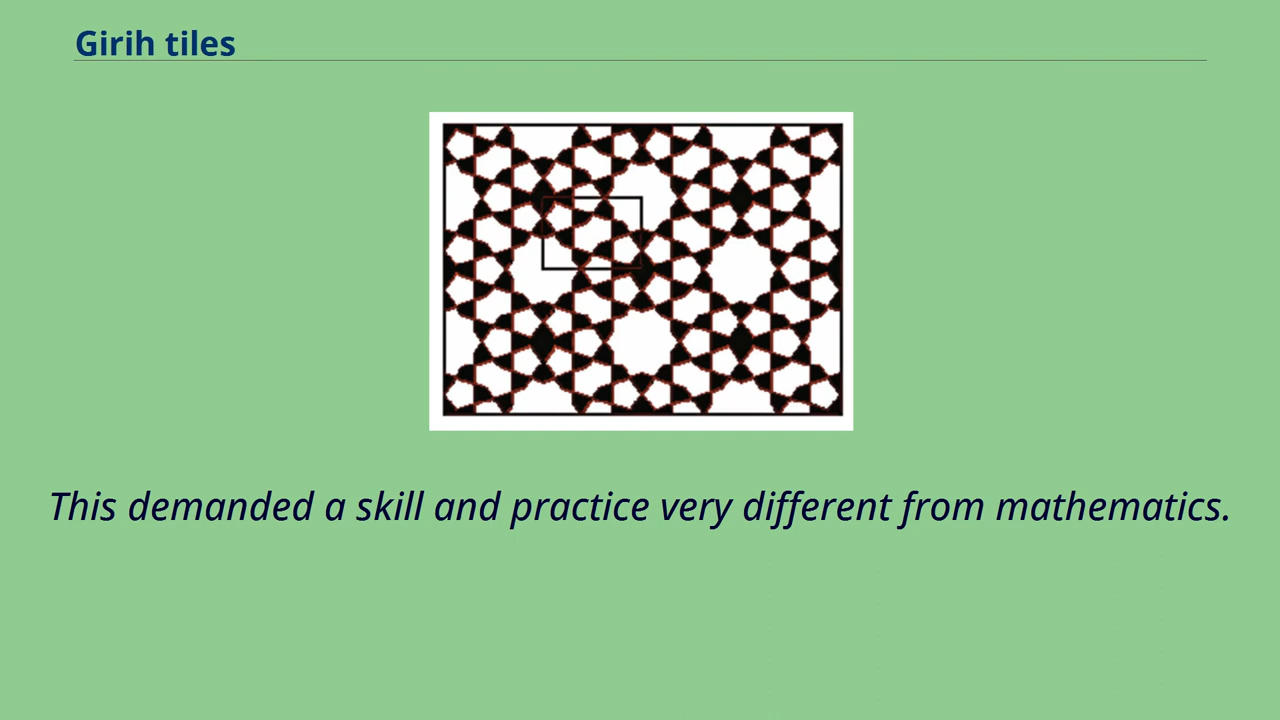 Girih tiles
This demanded a skill and practice very different from mathematics.